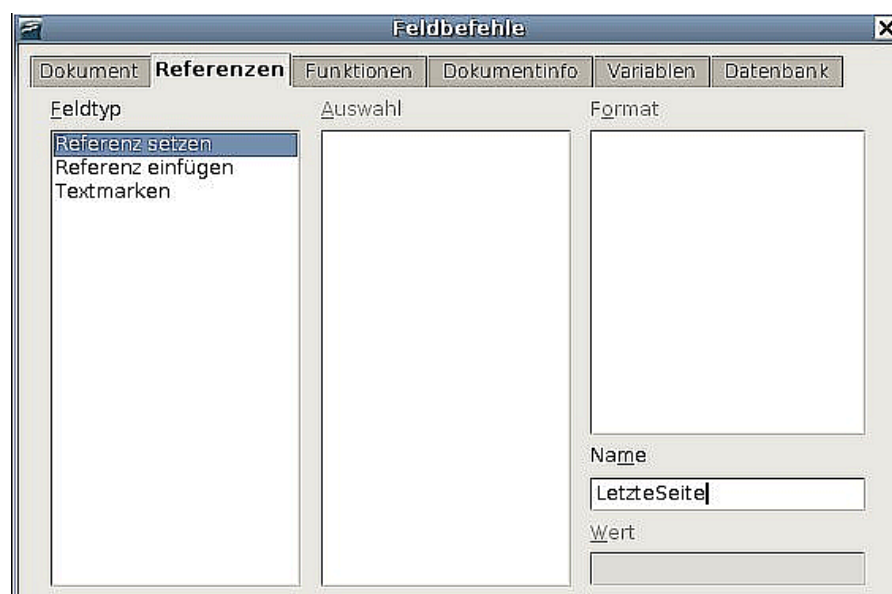 Feldbefehle
Dokument Referenzen Funktionen Dokumentinfo Variablen Datenbank
Feldtyp Auswahl Format
Referenz setzen
Referenz einfügen
Textmarken
Name
LetzteSeite
Wert